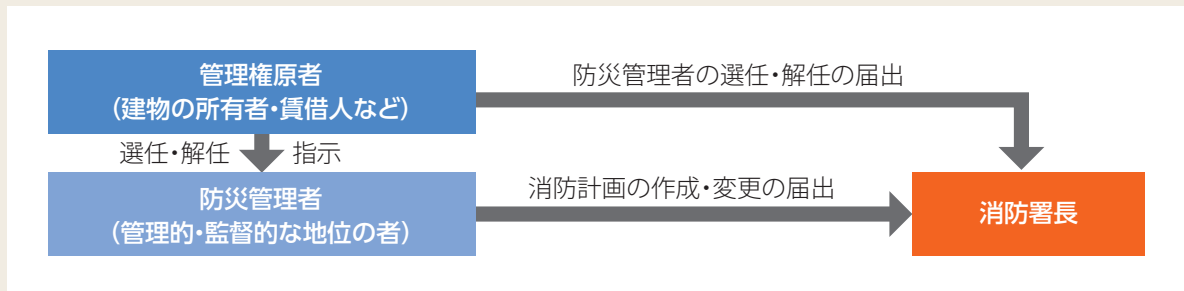 管理権原者
(建物の所有者・賃借人など)
防災管理者の選任・解任の届出
選任・解任
指示
防災管理者
(管理的・監督的な地位の者)
消防計画の作成・変更の届出
消防署長